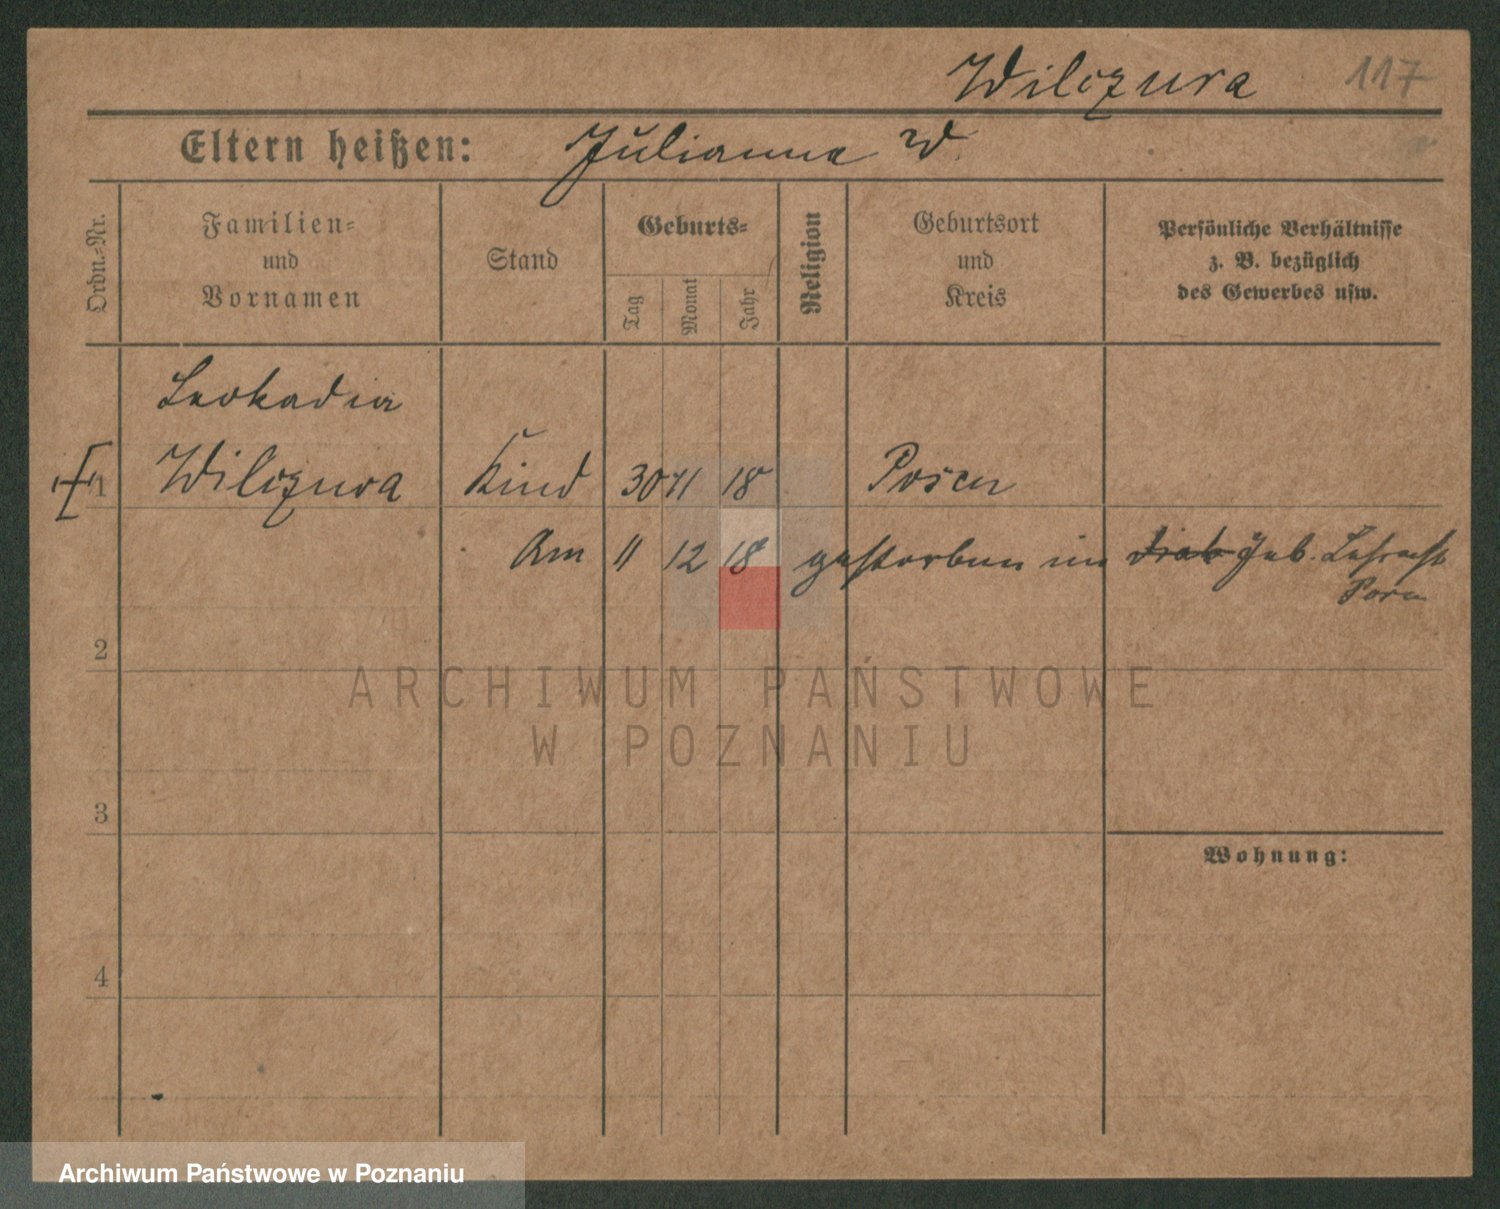 Wilczura 117
Eltern heißen: Julianna W.
Ordn.-Nr.
Familien-
und
Vornamen
Stand
Geburts-
Tag
Monat
Jahr
Religion
Geburtsort
und
Kreis
Persönliche Verhältnisse
z. B. bezüglich
des Gewerbes usw.
Leokadia
1 Wilczura Kind 30 11 18 Posen
Am 11 12 18 gestorben im Geb.
2
3
4
Wohnung:
ARCHIWUM PAŃSTWOWE
W POZNANIU
Archiwum Państwowe w Poznaniu